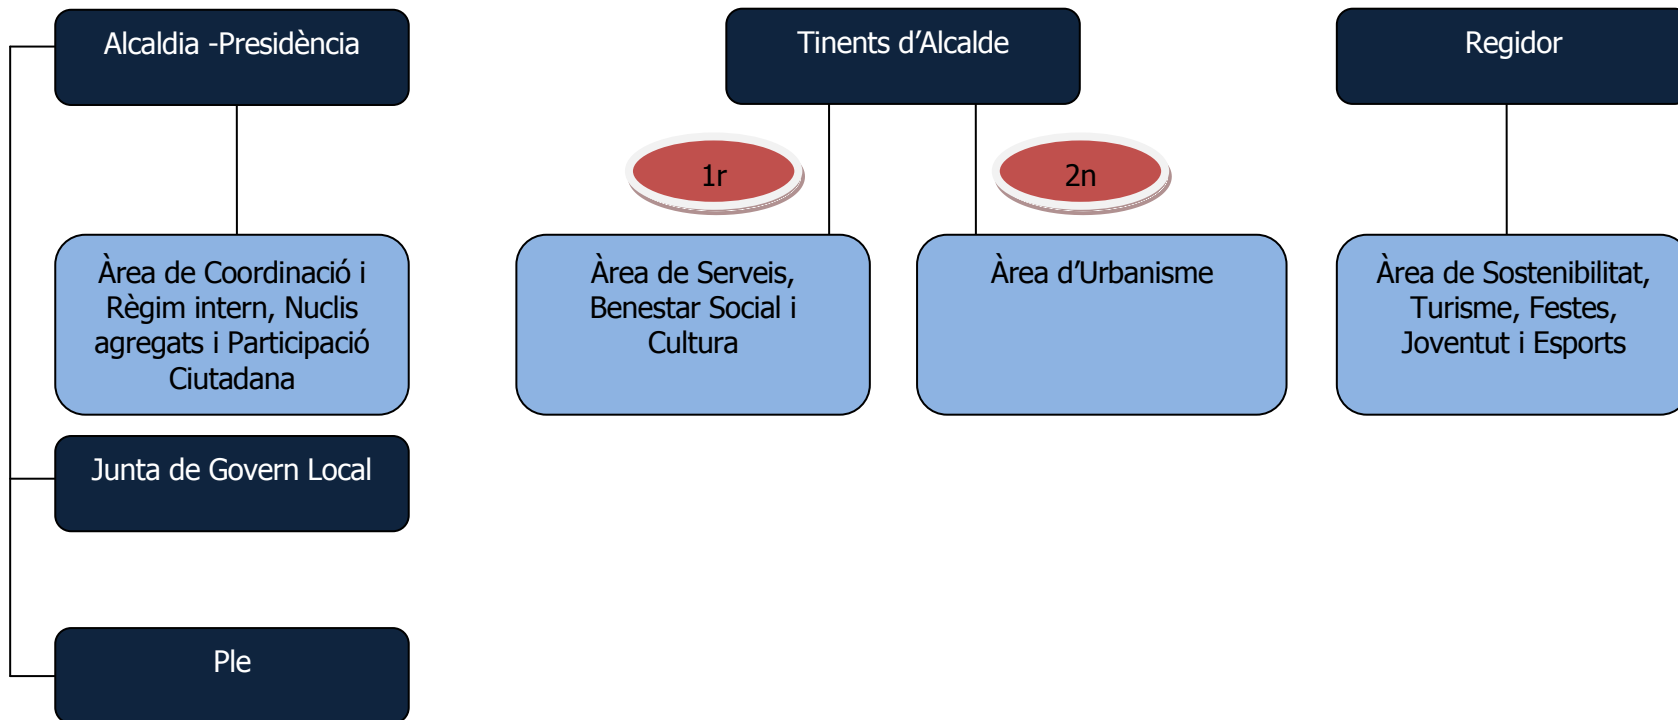 Alcaldia -Presidència
Tinents d’Alcalde
Regidor
1r
2n
Àrea de Coordinació i
Règim intern, Nuclis
agregats i Participació
Ciutadana
Àrea de Serveis,
Benestar Social i
Cultura
Àrea d’Urbanisme
Àrea de Sostenibilitat,
Turisme, Festes,
Joventut i Esports
Junta de Govern Local
Ple